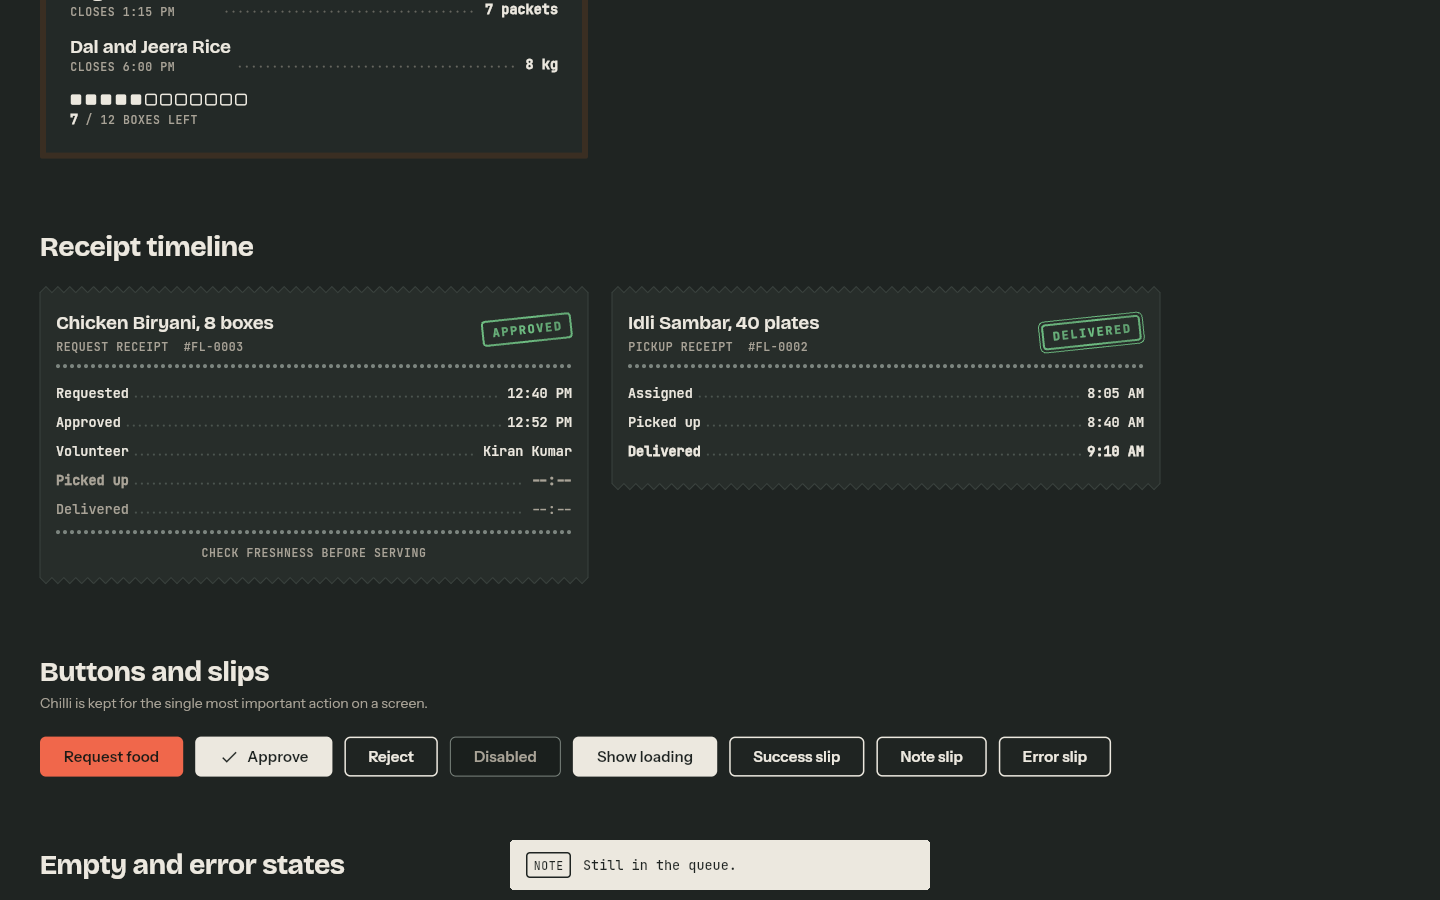 CLOSES 1:15 PM
7 packets
Dal and Jeera Rice
CLOSES 6:00 PM
8 kg
7 / 12 BOXES LEFT
Receipt timeline
Chicken Biryani, 8 boxes
APPROVED
REQUEST RECEIPT #FL-0003
Requested 12:40 PM
Approved 12:52 PM
Volunteer Kiran Kumar
Picked up --:--
Delivered --:--
CHECK FRESHNESS BEFORE SERVING
Idli Sambar, 40 plates
DELIVERED
PICKUP RECEIPT #FL-0002
Assigned 8:05 AM
Picked up 8:40 AM
Delivered 9:10 AM
Buttons and slips
Chilli is kept for the single most important action on a screen.
Request food
Approve
Reject
Disabled
Show loading
Success slip
Note slip
Error slip
Empty and error states
NOTE Still in the queue.